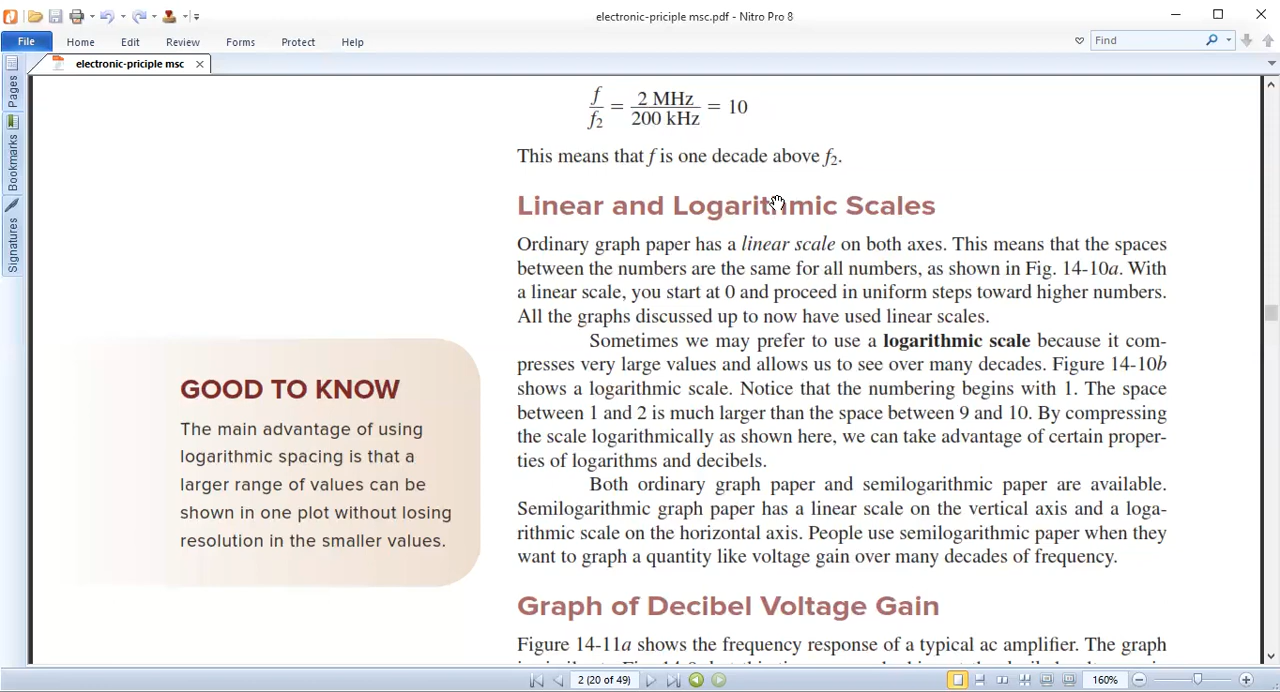 electronic-priciple msc.pdf - Nitro Pro 8
File Home Edit Review Forms Protect Help
Find
electronic-priciple msc
Pages
Bookmarks
Signatures
f/f2 = 2 MHz/200 kHz = 10
This means that f is one decade above f2.
Linear and Logarithmic Scales
Ordinary graph paper has a linear scale on both axes. This means that the spaces
between the numbers are the same for all numbers, as shown in Fig. 14-10a. With
a linear scale, you start at 0 and proceed in uniform steps toward higher numbers.
All the graphs discussed up to now have used linear scales.
Sometimes we may prefer to use a logarithmic scale because it com-
presses very large values and allows us to see over many decades. Figure 14-10b
shows a logarithmic scale. Notice that the numbering begins with 1. The space
between 1 and 2 is much larger than the space between 9 and 10. By compressing
the scale logarithmically as shown here, we can take advantage of certain proper-
ties of logarithms and decibels.
Both ordinary graph paper and semilogarithmic paper are available.
Semilogarithmic graph paper has a linear scale on the vertical axis and a loga-
rithmic scale on the horizontal axis. People use semilogarithmic paper when they
want to graph a quantity like voltage gain over many decades of frequency.
GOOD TO KNOW
The main advantage of using
logarithmic spacing is that a
larger range of values can be
shown in one plot without losing
resolution in the smaller values.
Graph of Decibel Voltage Gain
Figure 14-11a shows the frequency response of a typical ac amplifier. The graph
2 (20 of 49)
160%